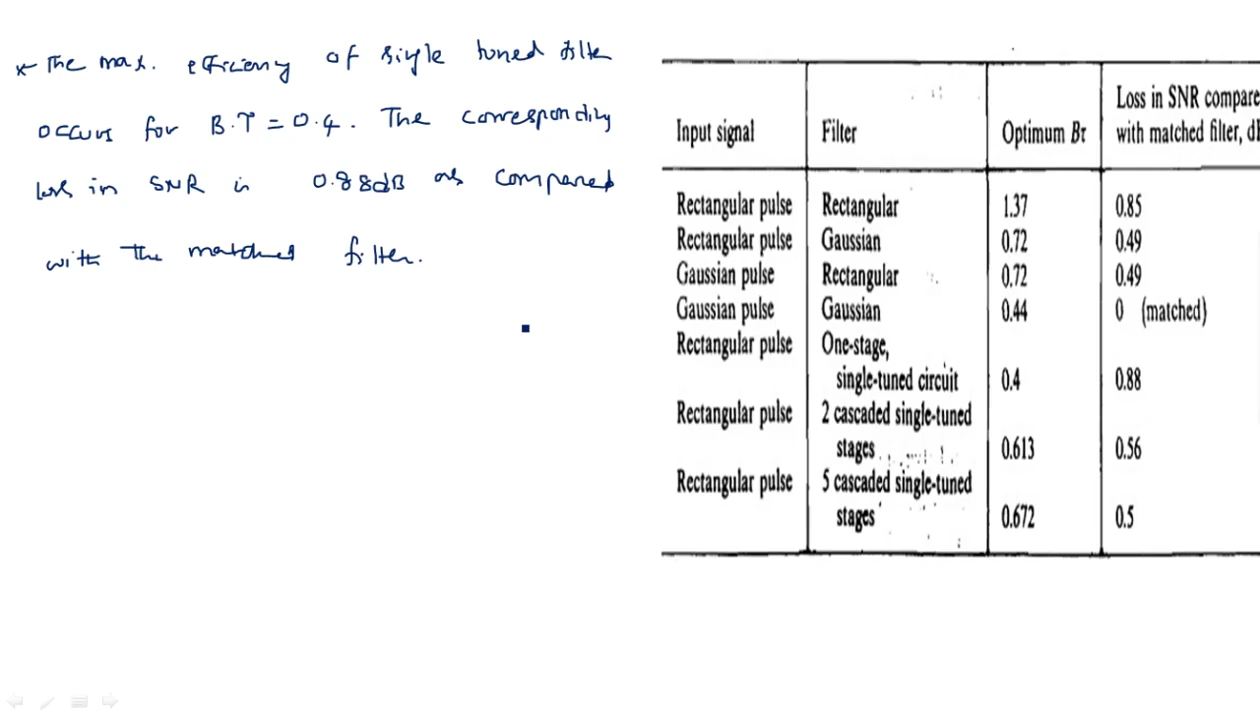 * The max. efficiency of single tuned filter
occurs for B.T = 0.4. The corresponding
loss in SNR is 0.88dB as compared
with the matched filter.
Input signal Filter Optimum Bτ Loss in SNR compare
with matched filter, d
Rectangular pulse Rectangular 1.37 0.85
Rectangular pulse Gaussian 0.72 0.49
Gaussian pulse Rectangular 0.72 0.49
Gaussian pulse Gaussian 0.44 0 (matched)
Rectangular pulse One-stage,
single-tuned circuit 0.4 0.88
Rectangular pulse 2 cascaded single-tuned
stages 0.613 0.56
Rectangular pulse 5 cascaded single-tuned
stages 0.672 0.5